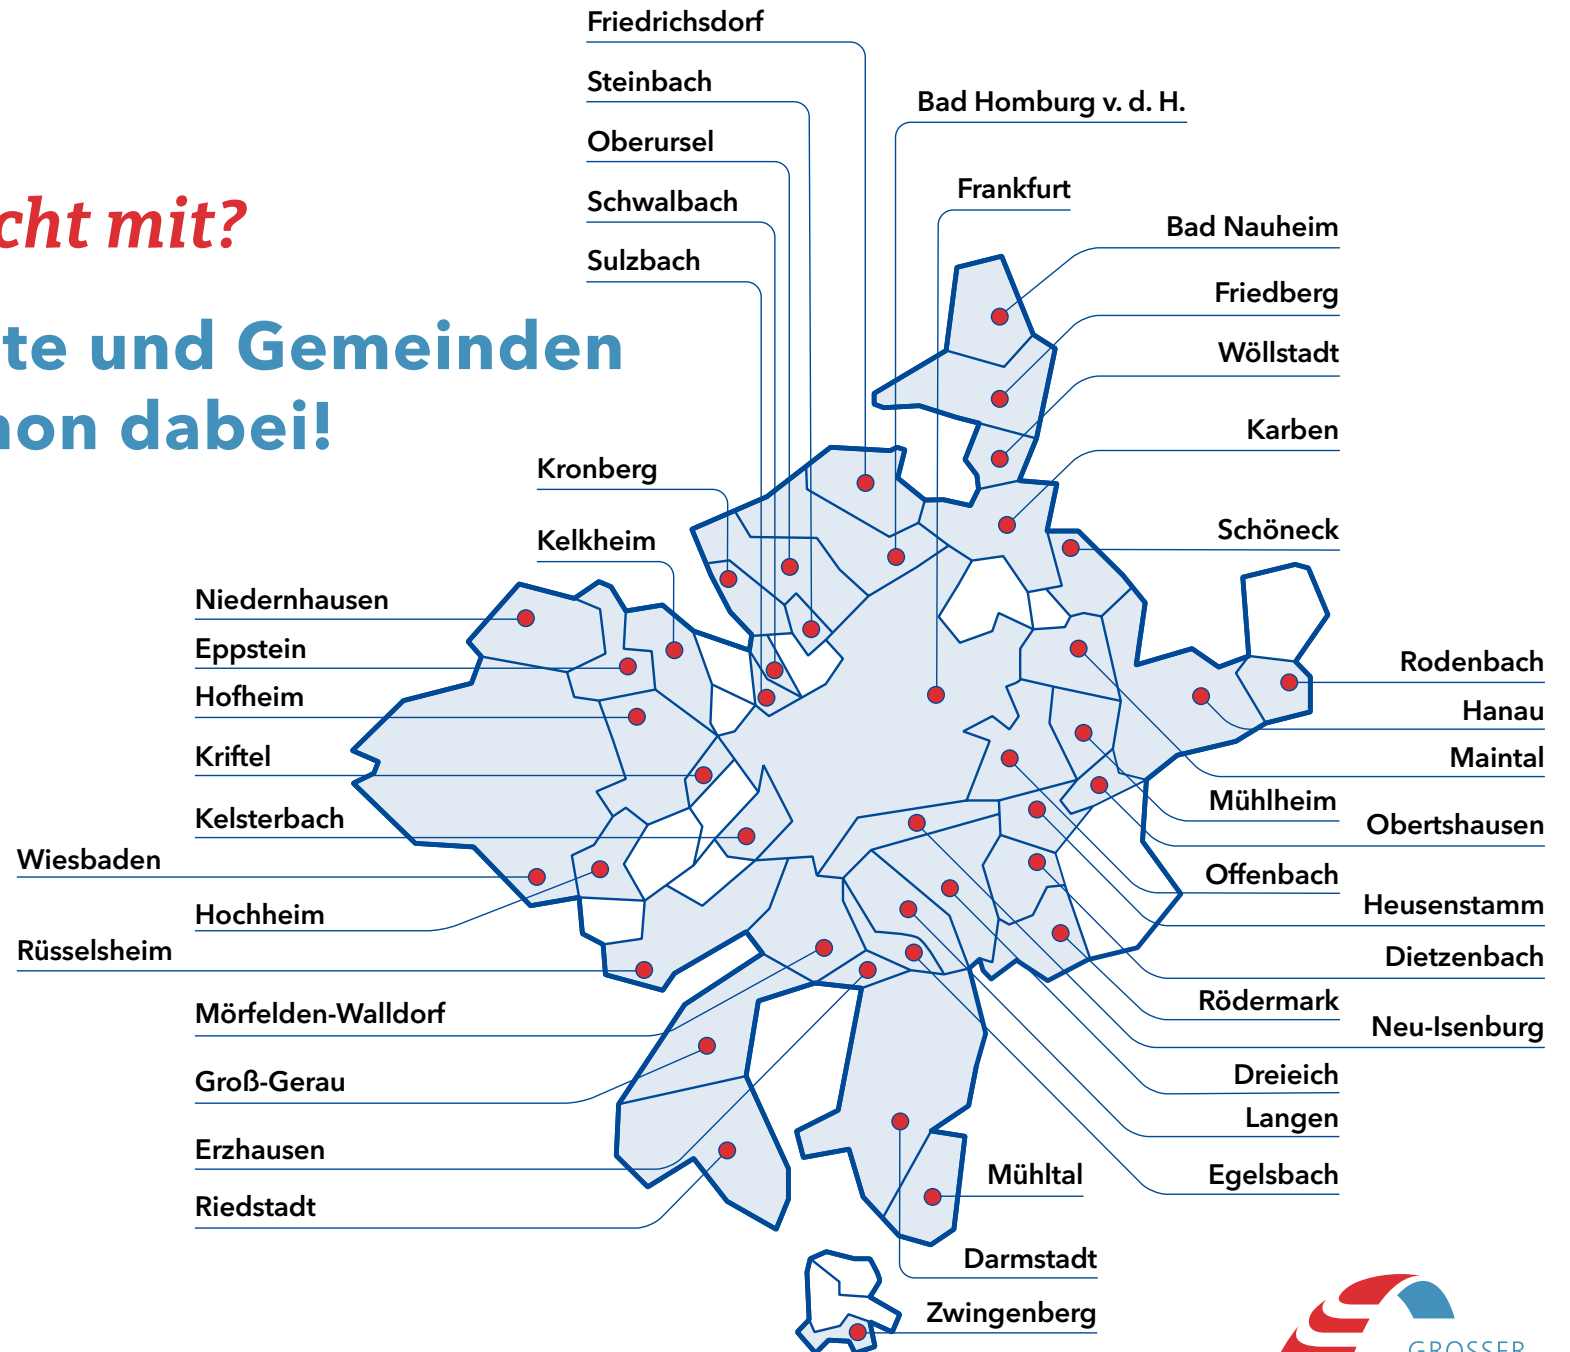 Friedrichsdorf
Steinbach
Bad Homburg v. d. H.
Oberursel
Frankfurt
Schwalbach
cht mit?
Bad Nauheim
Sulzbach
Friedberg
te und Gemeinden
Wöllstadt
non dabei!
Karben
Kronberg
Schöneck
Kelkheim
Niedernhausen
Eppstein
Rodenbach
Hofheim
Hanau
Kriftel
Maintal
Mühlheim
Kelsterbach
Obertshausen
Wiesbaden
Offenbach
Hochheim
Heusenstamm
Rüsselsheim
Dietzenbach
Rödermark
Mörfelden-Walldorf
Neu-Isenburg
Groß-Gerau
Dreieich
Langen
Erzhausen
Mühltal
Egelsbach
Riedstadt
Darmstadt
Zwingenberg
GROSSER